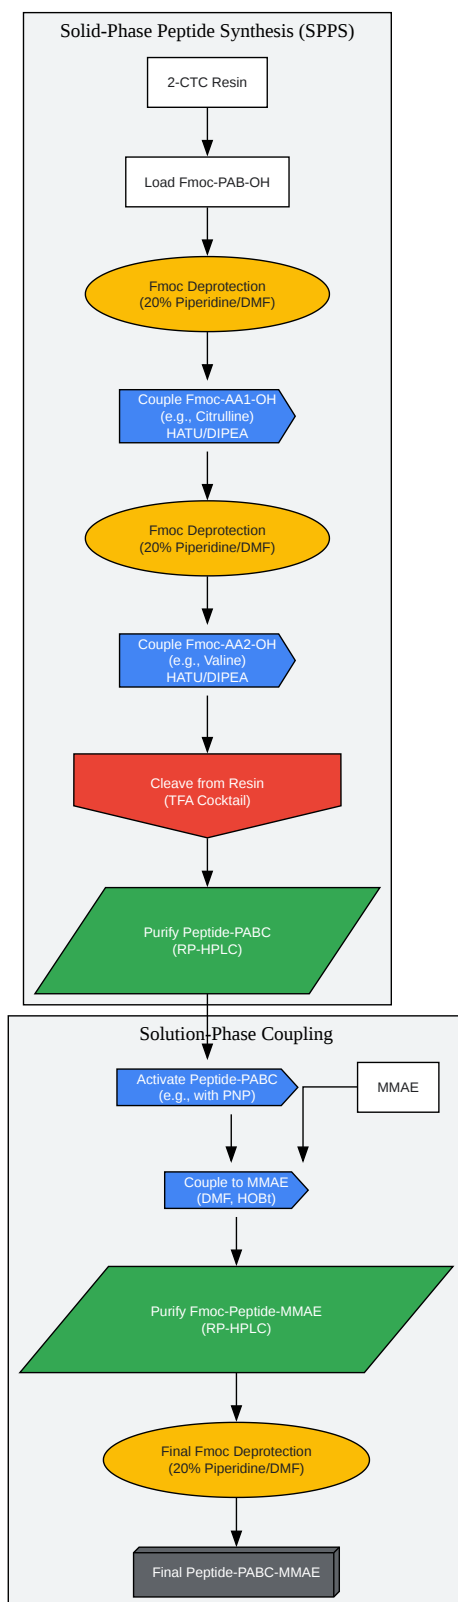 Solid-Phase Peptide Synthesis (SPPS)
2-CTC Resin
Load Fmoc-PAB-OH
Fmoc Deprotection
(20% Piperidine/DMF)
Couple Fmoc-AA1-OH
(e.g., Citrulline)
HATU/DIPEA
Fmoc Deprotection
(20% Piperidine/DMF)
Couple Fmoc-AA2-OH
(e.g., Valine)
HATU/DIPEA
Cleave from Resin
(TFA Cocktail)
Purify Peptide-PABC
(RP-HPLC)
Solution-Phase Coupling
Activate Peptide-PABC
(e.g., with PNP)
MMAE
Couple to MMAE
(DMF, HOBt)
Purify Fmoc-Peptide-MMAE
(RP-HPLC)
Final Fmoc Deprotection
(20% Piperidine/DMF)
Final Peptide-PABC-MMAE